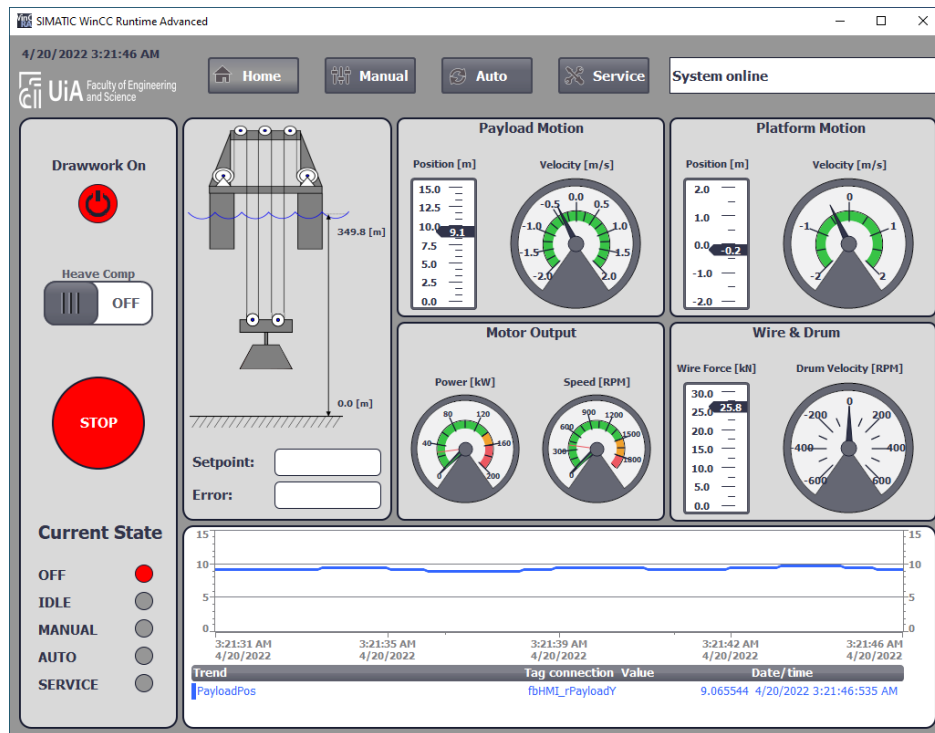 SIMATIC WinCC Runtime Advanced
4/20/2022 3:21:46 AM
UiA Faculty of Engineering and Science
Home
Manual
Auto
Service
System online
Drawwork On
Heave Comp
OFF
STOP
Current State
OFF
IDLE
MANUAL
AUTO
SERVICE
349.8 [m]
0.0 [m]
Setpoint:
Error:
Payload Motion
Position [m]
15.0
12.5
10.0
9.1
7.5
5.0
2.5
0.0
Velocity [m/s]
-2.0
-1.5
-1.0
-0.5
0.0
0.5
1.0
1.5
2.0
Platform Motion
Position [m]
2.0
1.0
0.0
-0.2
-1.0
-2.0
Velocity [m/s]
-2
-1
0
1
2
Motor Output
Power [kW]
0
40
80
120
160
200
Speed [RPM]
0
300
600
900
1200
1500
1800
Wire & Drum
Wire Force [kN]
30.0
25.0
25.8
20.0
15.0
10.0
5.0
0.0
Drum Velocity [RPM]
-600
-400
-200
0
200
400
600
15
10
5
0
15
10
5
0
3:21:31 AM 3:21:35 AM 3:21:39 AM 3:21:42 AM 3:21:46 AM
4/20/2022 4/20/2022 4/20/2022 4/20/2022 4/20/2022
Trend Tag connection Value Date/time
PayloadPos fbHMI_rPayloadY 9.065544 4/20/2022 3:21:46:535 AM